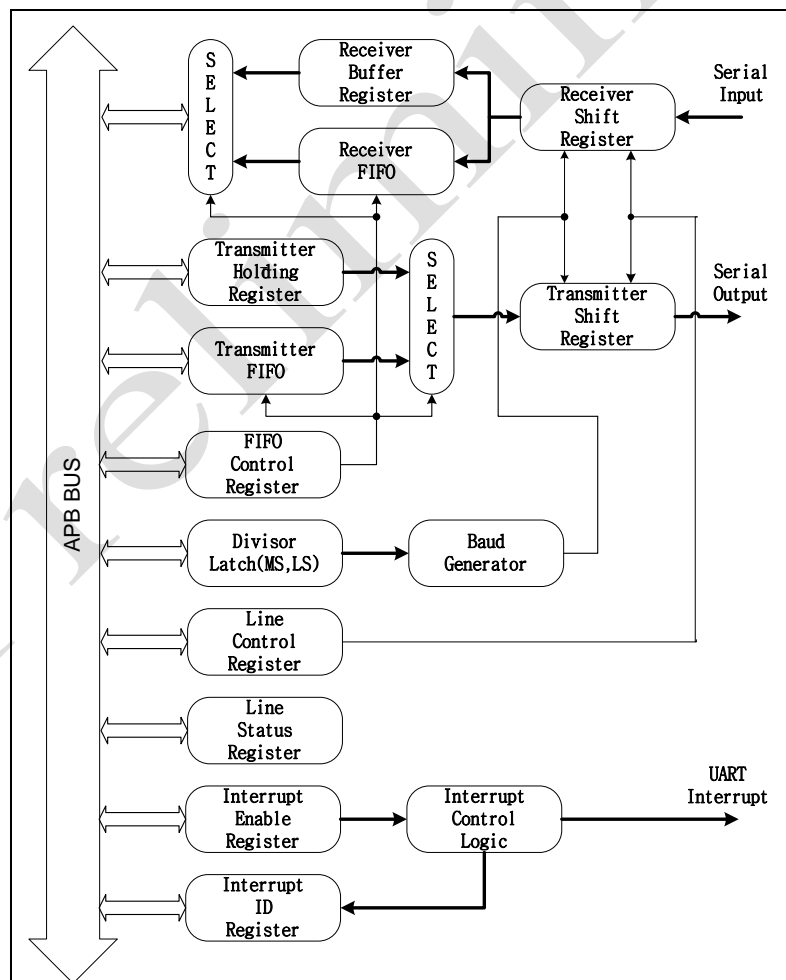 S
E
L
E
C
T
Receiver
Buffer
Register
Receiver
FIFO
Receiver
Shift
Register
Serial
Input
Transmitter
Holding
Register
Transmitter
FIFO
S
E
L
E
C
T
Transmitter
Shift
Register
Serial
Output
FIFO
Control
Register
APB BUS
Divisor
Latch(MS,LS)
Baud
Generator
Line
Control
Register
Line
Status
Register
Interrupt
Enable
Register
Interrupt
Control
Logic
UART
Interrupt
Interrupt
ID
Register
relimin